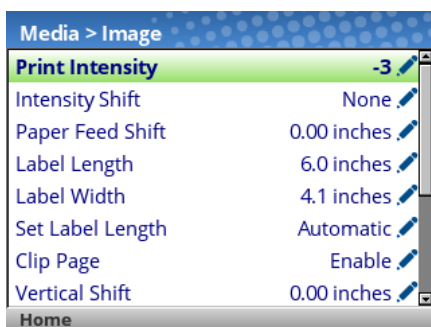 Media > Image
Print Intensity -3
Intensity Shift None
Paper Feed Shift 0.00 inches
Label Length 6.0 inches
Label Width 4.1 inches
Set Label Length Automatic
Clip Page Enable
Vertical Shift 0.00 inches
Home